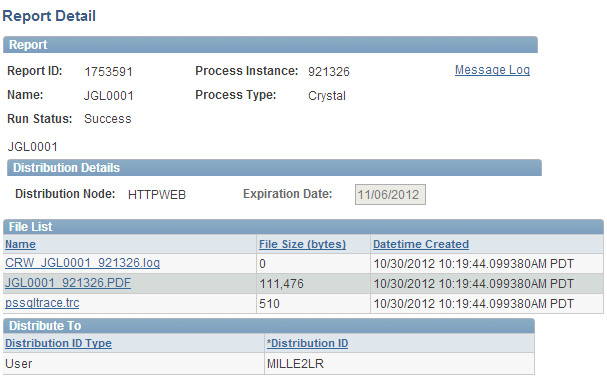 Report Detail
Report
Report ID: 1753591 Process Instance: 921326 Message Log
Name: JGL0001 Process Type: Crystal
Run Status: Success
JGL0001
Distribution Details
Distribution Node: HTTPWEB Expiration Date: 11/06/2012
File List
Name File Size (bytes) Datetime Created
CRW_JGL0001_921326.log 0 10/30/2012 10:19:44.099380AM PDT
JGL0001_921326.PDF 111,476 10/30/2012 10:19:44.099380AM PDT
pssqltrace.trc 510 10/30/2012 10:19:44.099380AM PDT
Distribute To
Distribution ID Type *Distribution ID
User MILLE2LR